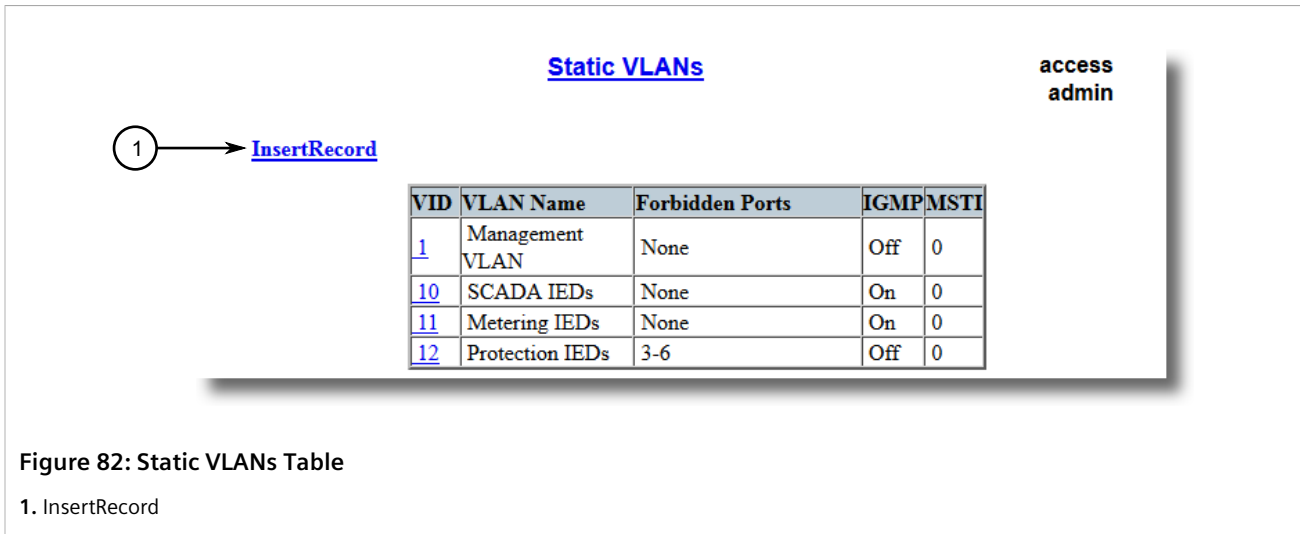 Static VLANs
access
admin
1
InsertRecord
VID VLAN Name Forbidden Ports IGMP MSTI
1 Management VLAN None Off 0
10 SCADA IEDs None On 0
11 Metering IEDs None On 0
12 Protection IEDs 3-6 Off 0
Figure 82: Static VLANs Table
1. InsertRecord